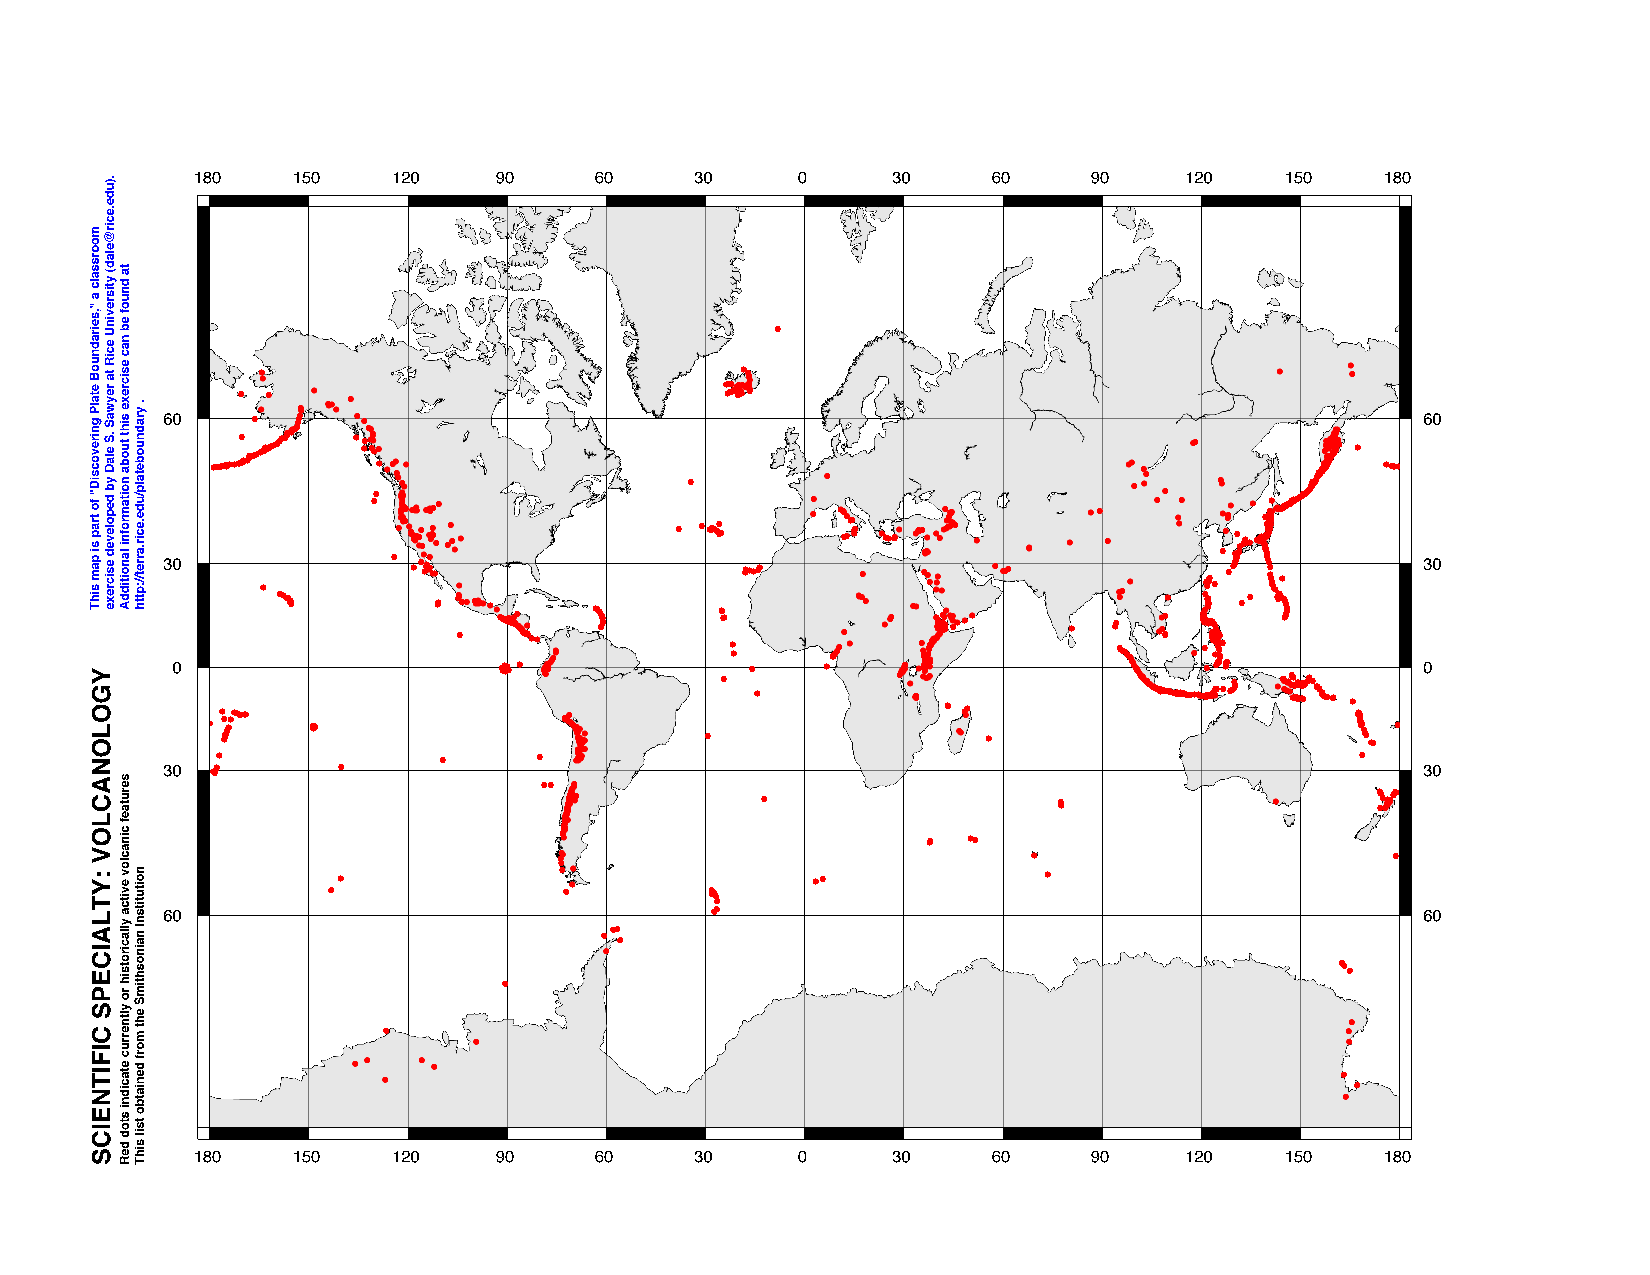 SCIENTIFIC SPECIALTY: VOLCANOLOGY
Red dots indicate currently or historically active volcanic features
This list obtained from the Smithsonian Institution
This map is part of "Discovering Plate Boundaries," a classroom
exercise developed by Dale S. Sawyer at Rice University (dale@rice.edu).
Additional information about this exercise can be found at
http://terra.rice.edu/plateboundary .
180 150 120 90 60 30 0 30 60 90 120 150 180
60 60
30 30
0 0
30 30
60 60
180 150 120 90 60 30 0 30 60 90 120 150 180